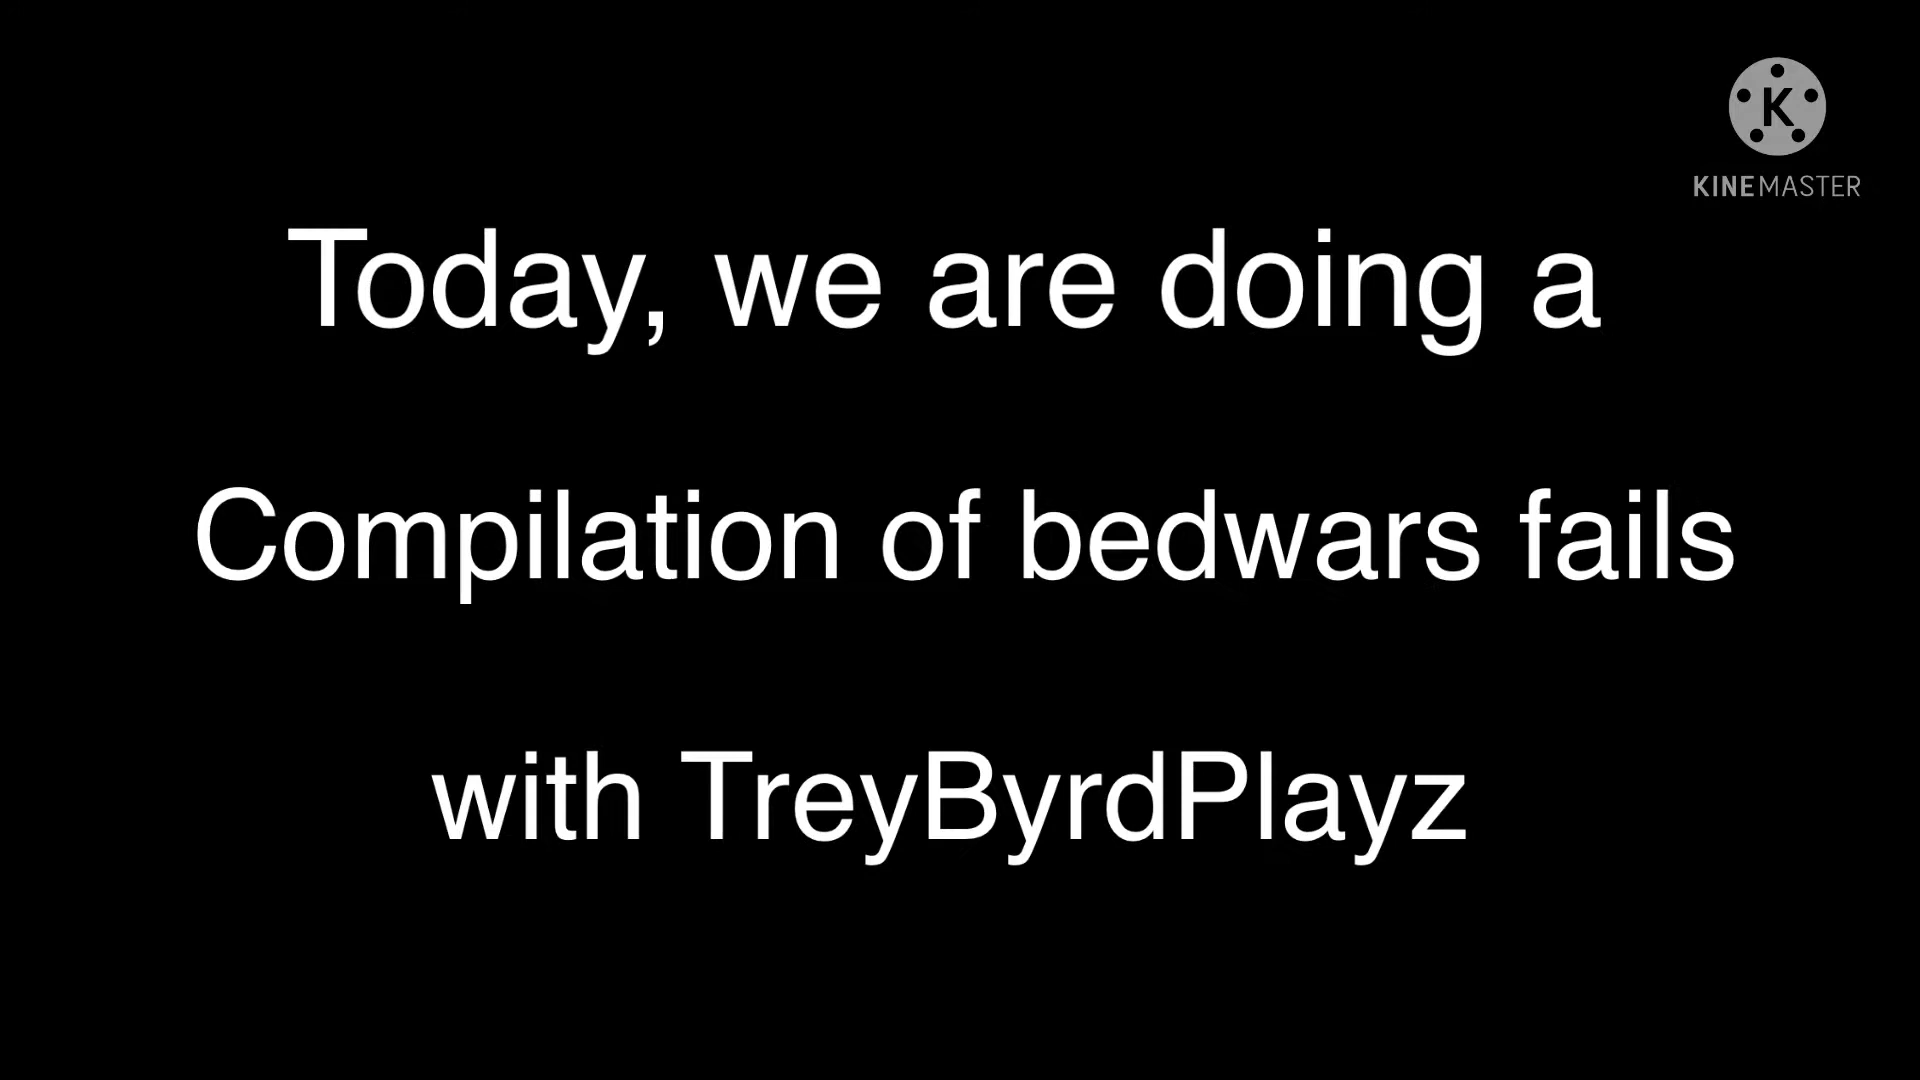 K
KINEMASTER
Today, we are doing a
Compilation of bedwars fails
with TreyByrdPlayz